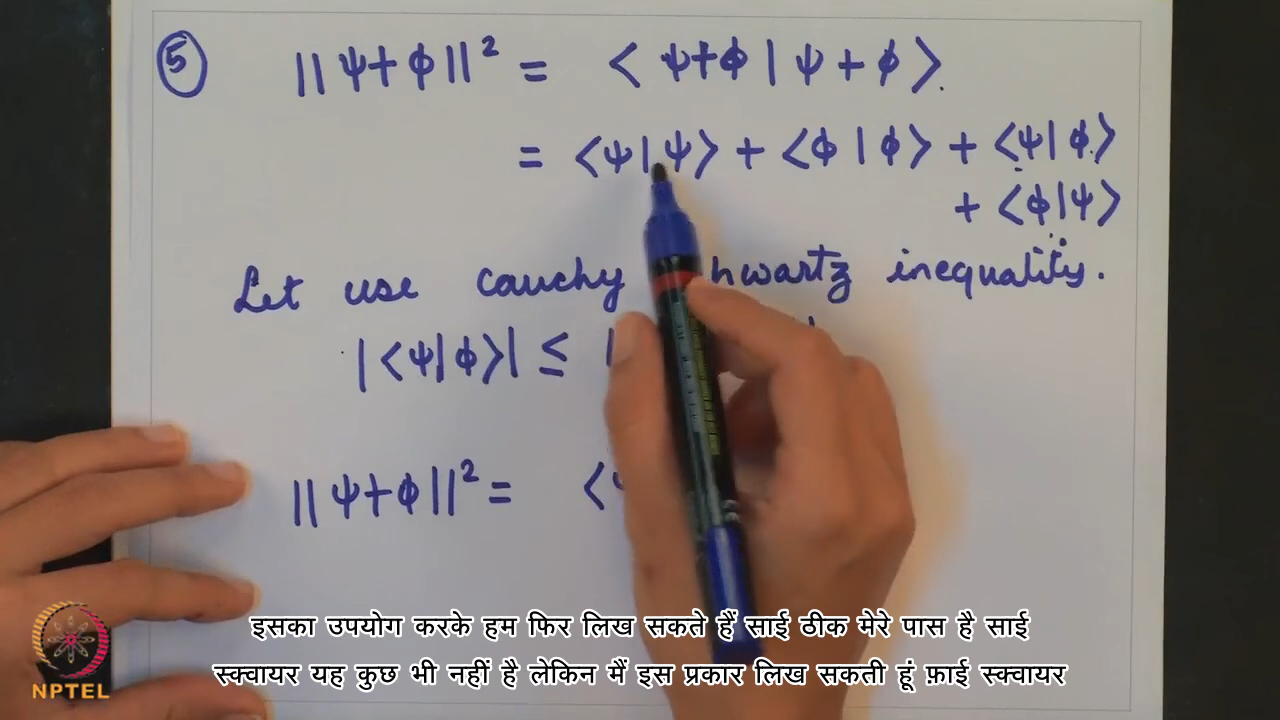 ⑤ || ψ + φ ||² = < ψ+φ | ψ + φ >.
= <ψ|ψ> + <φ|φ> + <ψ|φ>
+ <φ|ψ>
Let use cauchy inequality.
|<ψ|φ>| ≤
|| ψ + φ ||² = <
इसका उपयोग करके हम फिर लिख सकते हैं साई ठीक मेरे पास है साई
स्क्वायर यह कुछ भी नहीं है लेकिन मैं इस प्रकार लिख सकती हूं फ़ाई स्क्वायर
NPTEL